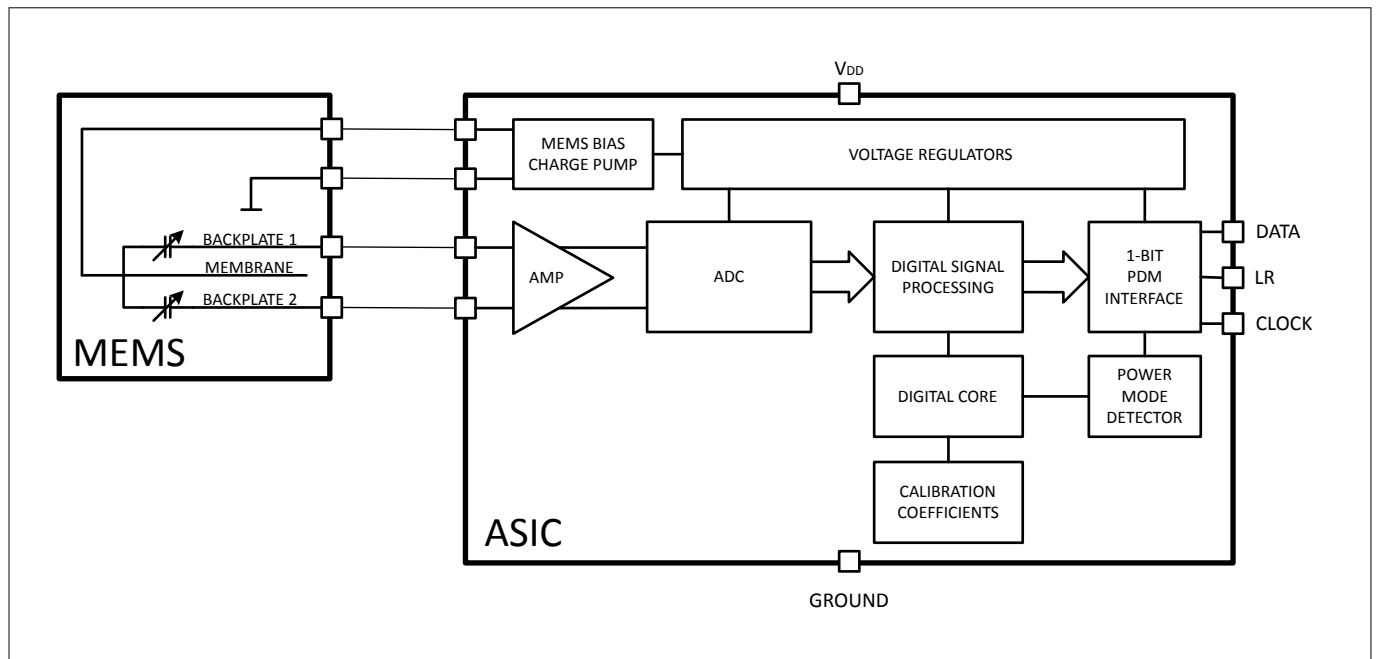 VDD
MEMS BIAS
CHARGE PUMP
VOLTAGE REGULATORS
BACKPLATE 1
MEMBRANE
BACKPLATE 2
MEMS
AMP
ADC
DIGITAL SIGNAL
PROCESSING
1-BIT
PDM
INTERFACE
DATA
LR
CLOCK
DIGITAL CORE
POWER
MODE
DETECTOR
CALIBRATION
COEFFICIENTS
ASIC
GROUND